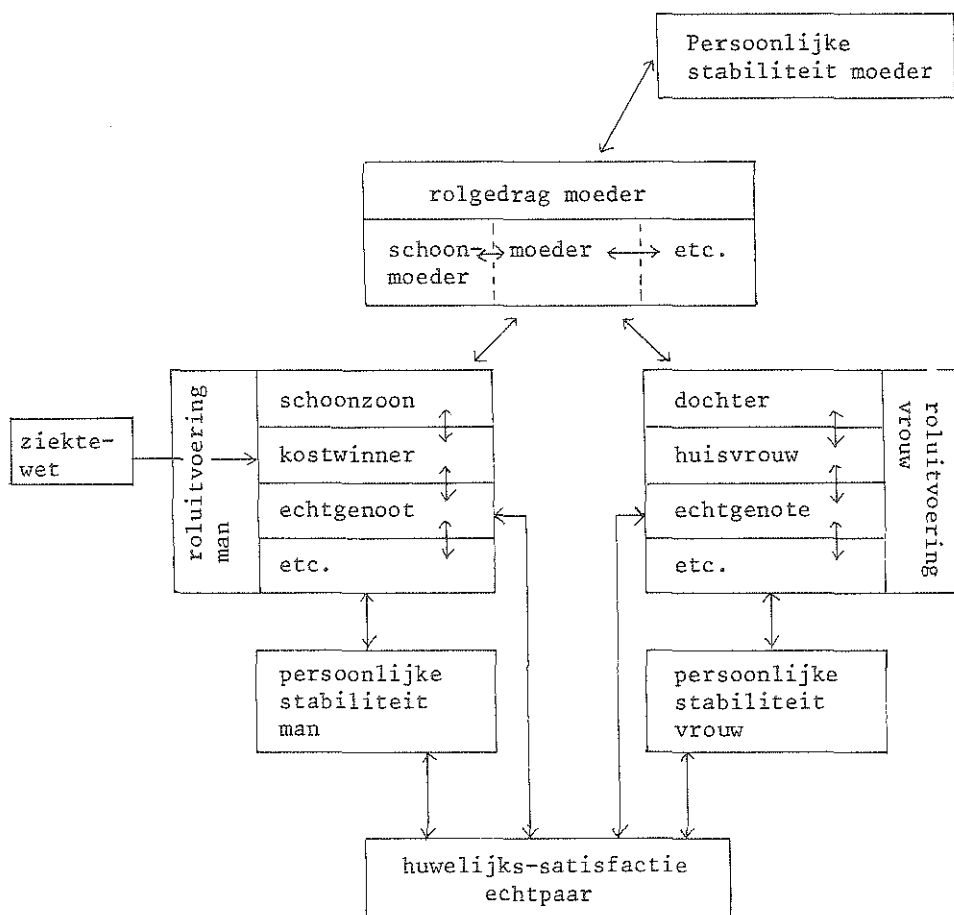 Persoonlijke
stabiliteit moeder
rolgedrag moeder
schoon-
moeder
moeder
etc.
ziekte-
wet
roluitvoering
man
schoonzoon
kostwinner
echtgenoot
etc.
dochter
huisvrouw
echtgenote
etc.
roluitvoering
vrouw
persoonlijke
stabiliteit
man
persoonlijke
stabiliteit
vrouw
huwelijks-satisfactie
echtpaar